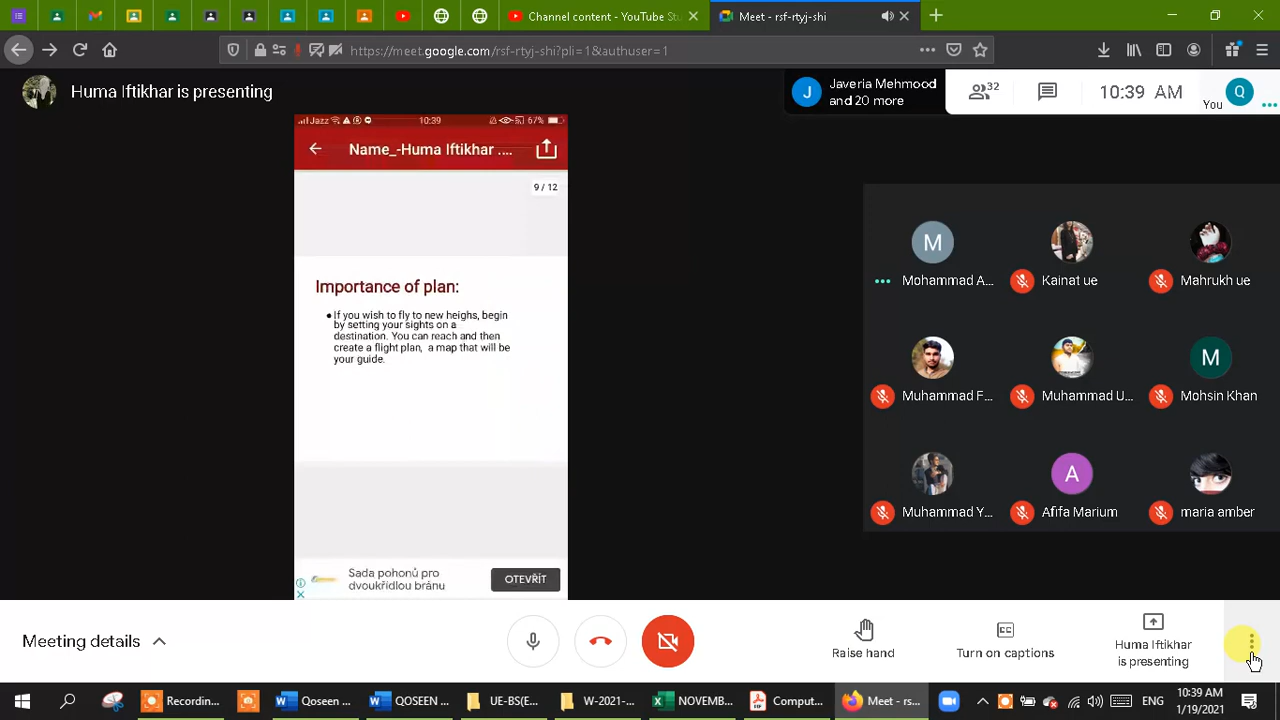 Channel content - YouTube Stu
Meet - rsf-rtyj-shi
https://meet.google.com/rsf-rtyj-shi?pli=1&authuser=1
Huma Iftikhar is presenting
Javeria Mehmood
and 20 more
32
10:39 AM
You
Q
J
Jazz
10:39
67%
Name_-Huma Iftikhar ....
9 / 12
Importance of plan:
• If you wish to fly to new heighs, begin
by setting your sights on a
destination. You can reach and then
create a flight plan, a map that will be
your guide.
Sada pohonů pro
dvoukřídlou bránu
OTEVŘÍT
M
Mohammad A...
Kainat ue
Mahrukh ue
Muhammad F...
Muhammad U...
M
Mohsin Khan
Muhammad Y...
A
Afifa Marium
maria amber
Meeting details
Raise hand
CC
Turn on captions
Huma Iftikhar
is presenting
Recording
Qoseen ...
QOSEEN ...
UE-BS(E...
W-2021-...
NOVEMB...
Comput...
Meet - rs...
ENG
10:39 AM
1/19/2021